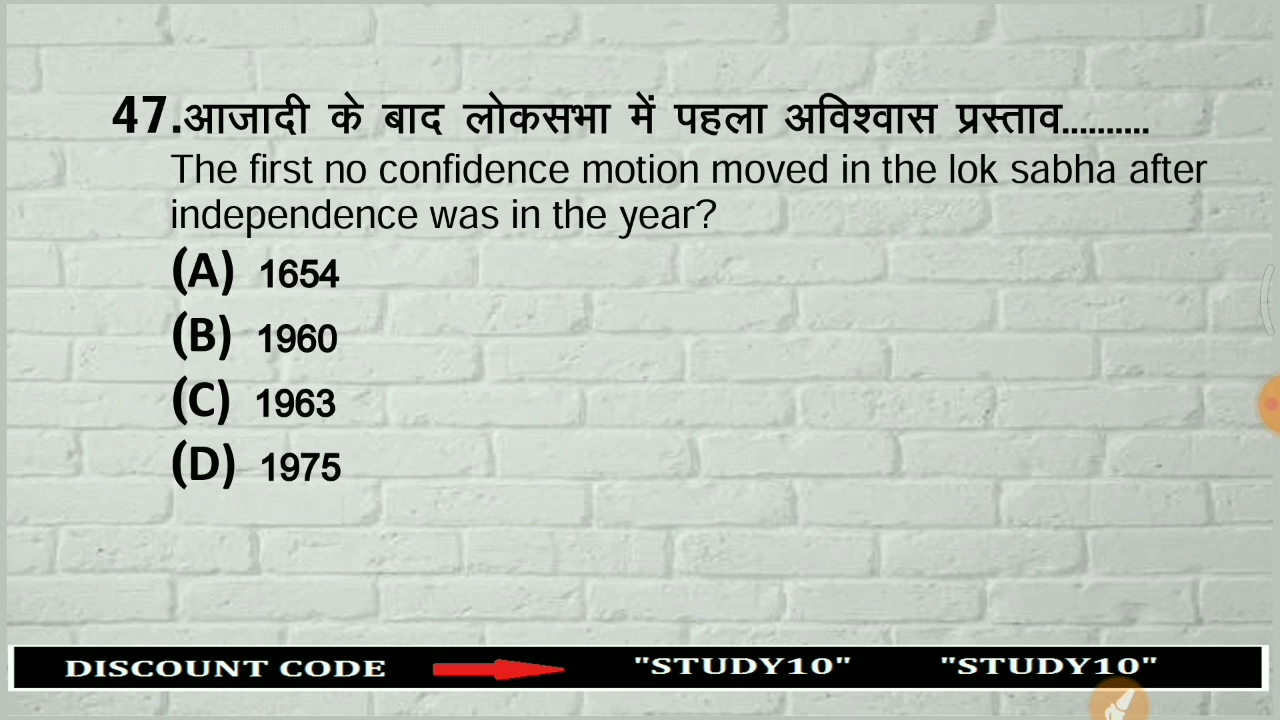 47.आजादी के बाद लोकसभा में पहला अविश्वास प्रस्ताव..........
The first no confidence motion moved in the lok sabha after
independence was in the year?
(A) 1654
(B) 1960
(C) 1963
(D) 1975
DISCOUNT CODE "STUDY10" "STUDY10"